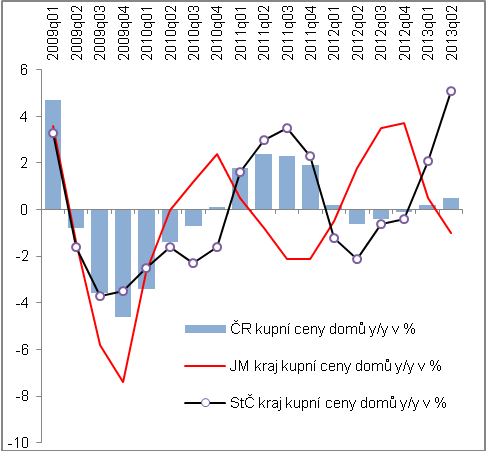 2009q01
2009q02
2009q03
2009q04
2010q01
2010q02
2010q03
2010q04
2011q01
2011q02
2011q03
2011q04
2012q01
2012q02
2012q03
2012q04
2013q01
2013q02
6
4
2
0
-2
-4
-6
-8
-10
ČR kupní ceny domů y/y v %
JM kraj kupní ceny domů y/y v %
StČ kraj kupní ceny domů y/y v %